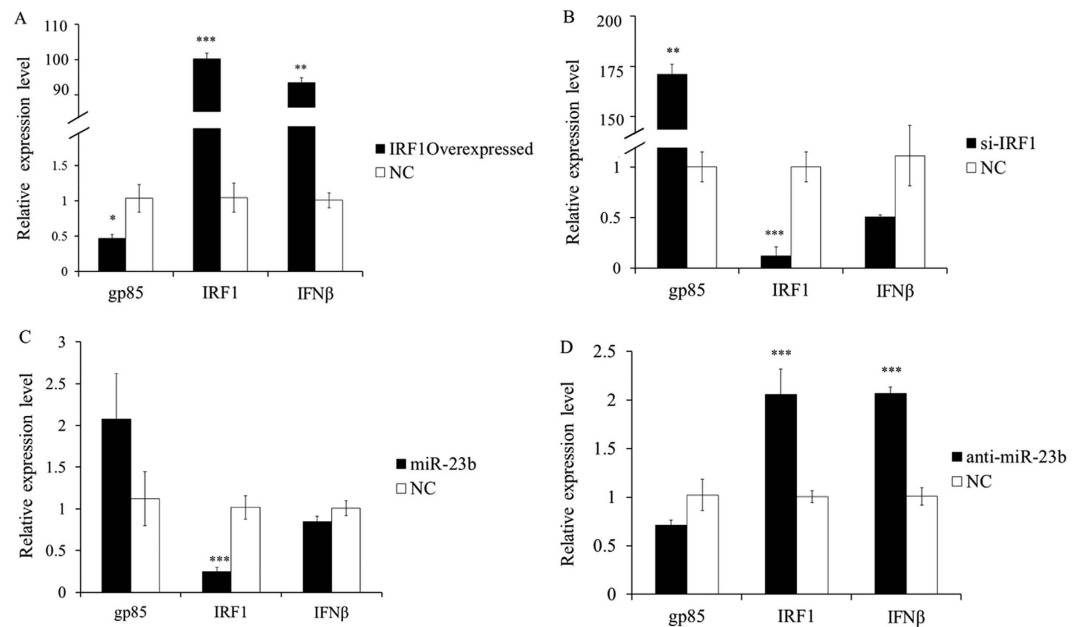 A
Relative expression level
110
100
90
1.5
1
0.5
0
***
**
*
gp85 IRF1 IFNβ
IRF1Overexpressed
NC
B
Relative expression level
200
175
150
1
0.5
0
**
***
gp85 IRF1 IFNβ
si-IRF1
NC
C
Relative expression level
3
2.5
2
1.5
1
0.5
0
***
gp85 IRF1 IFNβ
miR-23b
NC
D
Relative expression level
2.5
2
1.5
1
0.5
0
*** ***
gp85 IRF1 IFNβ
anti-miR-23b
NC